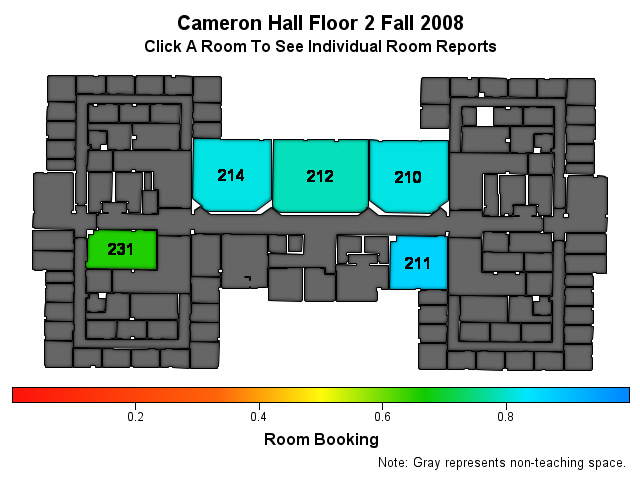 Cameron Hall Floor 2 Fall 2008
Click A Room To See Individual Room Reports
214
212
210
231
211
0.2
0.4
0.6
0.8
Room Booking
Note: Gray represents non-teaching space.